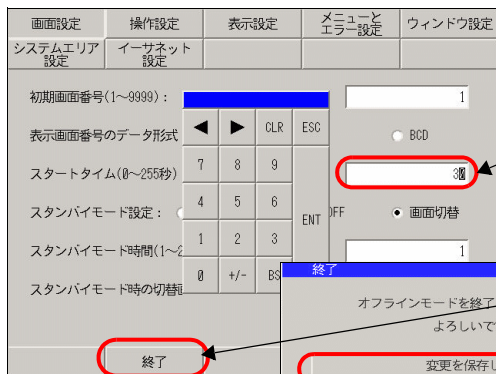 画面設定 操作設定 表示設定 メニューとエラー設定 ウィンドウ設定
システムエリア設定 イーサネット設定
初期画面番号(1～9999)： 1
表示画面番号のデータ形式 BCD
スタートタイム(0～255秒) 30
スタンバイモード設定： OFF 画面切替
スタンバイモード時間(1～2 1
スタンバイモード時の切替画
◀ ▶ CLR ESC
7 8 9
4 5 6
ENT
1 2 3
0 +/- BS
終了
オフラインモードを終了
よろしいで
変更を保存し
終了